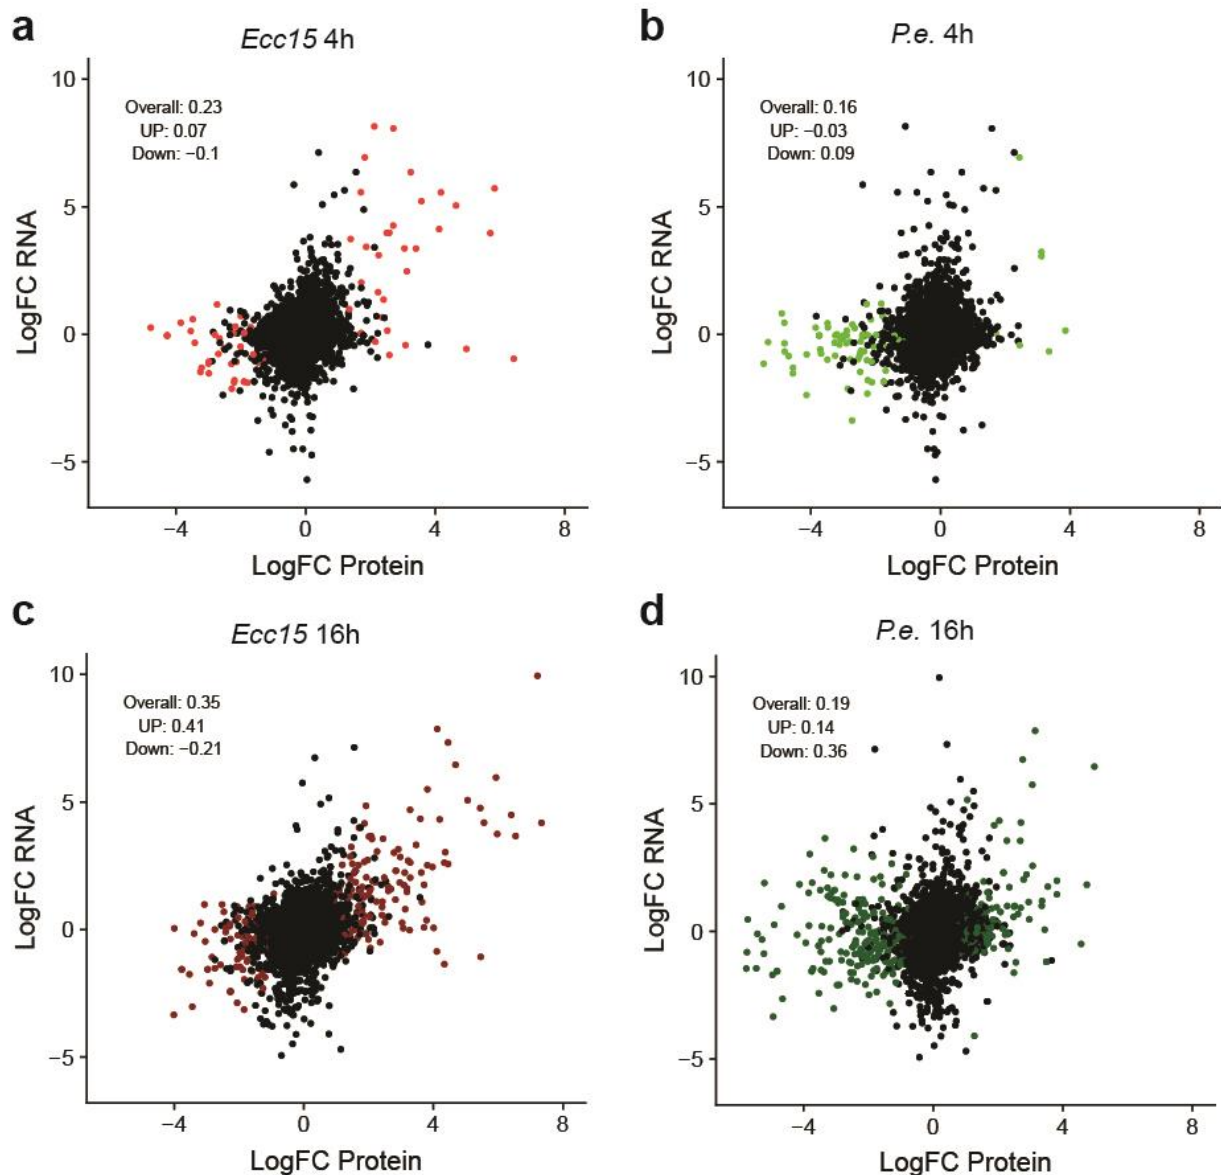 a
Ecc15 4h
10
5
0
−5
Overall: 0.23
UP: 0.07
Down: −0.1
LogFC RNA
−4
0
4
8
LogFC Protein
b
P.e. 4h
10
5
0
−5
Overall: 0.16
UP: −0.03
Down: 0.09
LogFC RNA
−4
0
4
8
LogFC Protein
c
Ecc15 16h
10
5
0
−5
Overall: 0.35
UP: 0.41
Down: −0.21
LogFC RNA
−4
0
4
8
LogFC Protein
d
P.e. 16h
10
5
0
−5
Overall: 0.19
UP: 0.14
Down: 0.36
LogFC RNA
−4
0
4
8
LogFC Protein